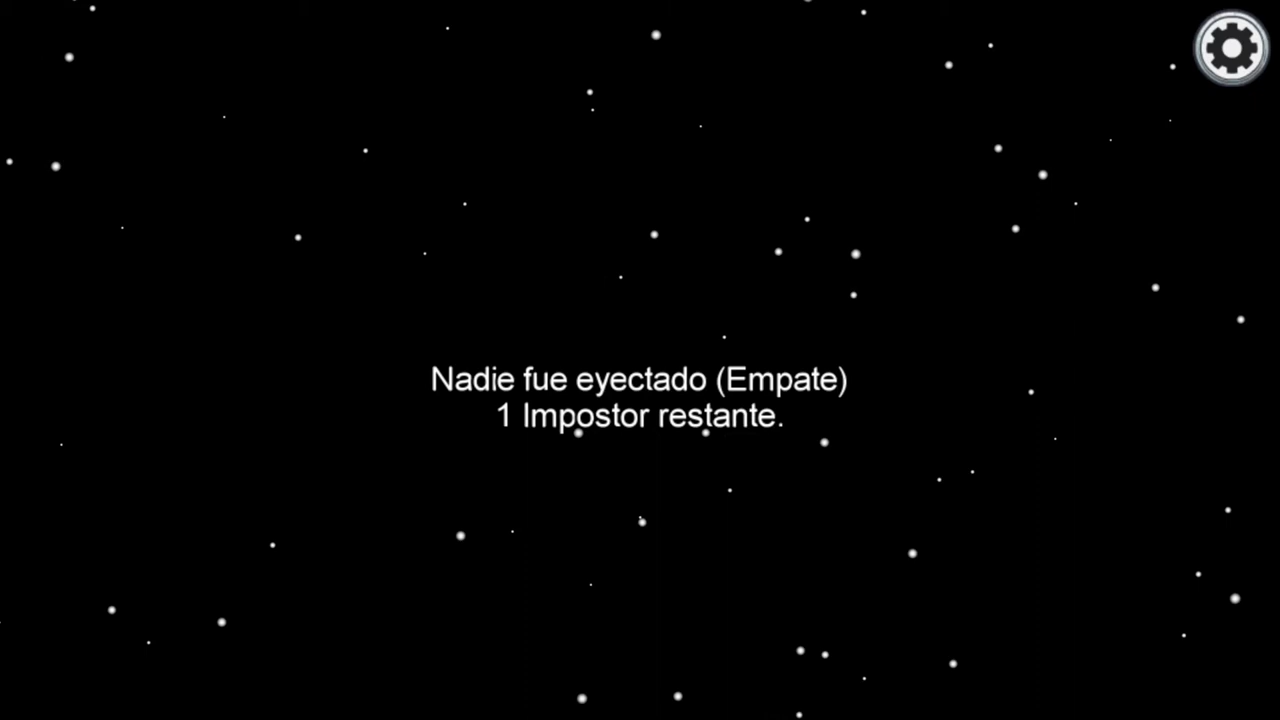 Nadie fue eyectado (Empate)
1 Impostor restante.